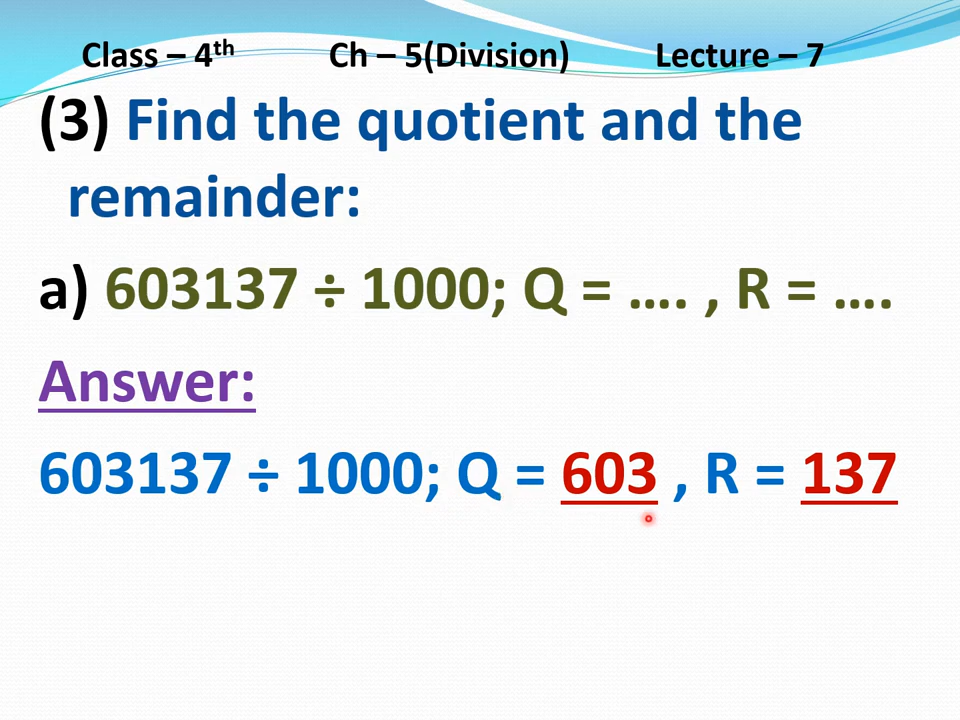 Class – 4th Ch – 5(Division) Lecture – 7
(3) Find the quotient and the
remainder:
a) 603137 ÷ 1000; Q = …. , R = ….
Answer:
603137 ÷ 1000; Q = 603 , R = 137